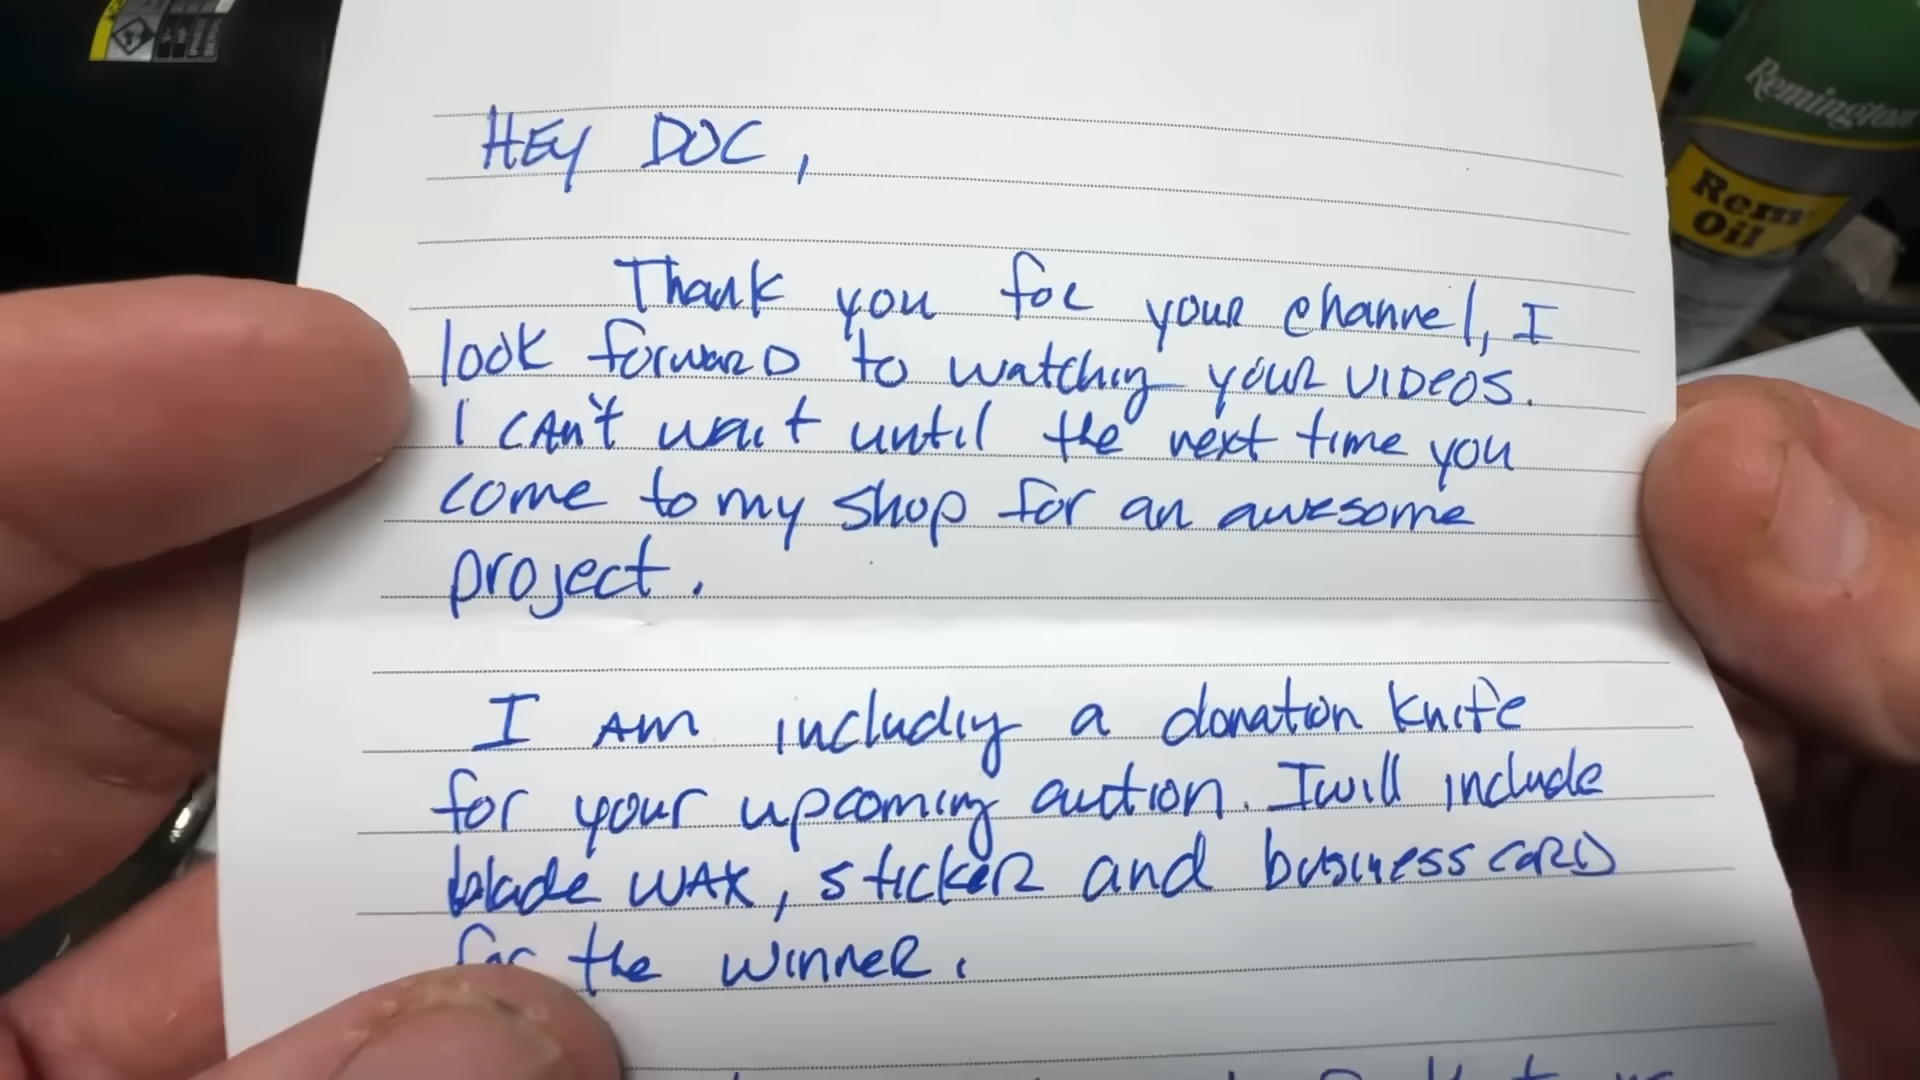 HEY DOC,
Thank you for your channel, I
look forward to watching your videos.
I can't wait until the next time you
come to my shop for an awesome
project.
I am including a donation knife
for your upcoming auction. I will include
blade wax, sticker and business card
for the winner.
Remington
Rem
Oil